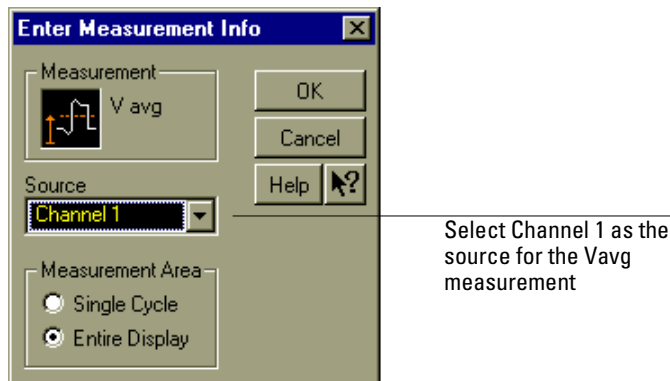 Enter Measurement Info
Measurement
V avg
OK
Cancel
Help
?
Source
Channel 1
Select Channel 1 as the
source for the Vavg
measurement
Measurement Area
Single Cycle
Entire Display